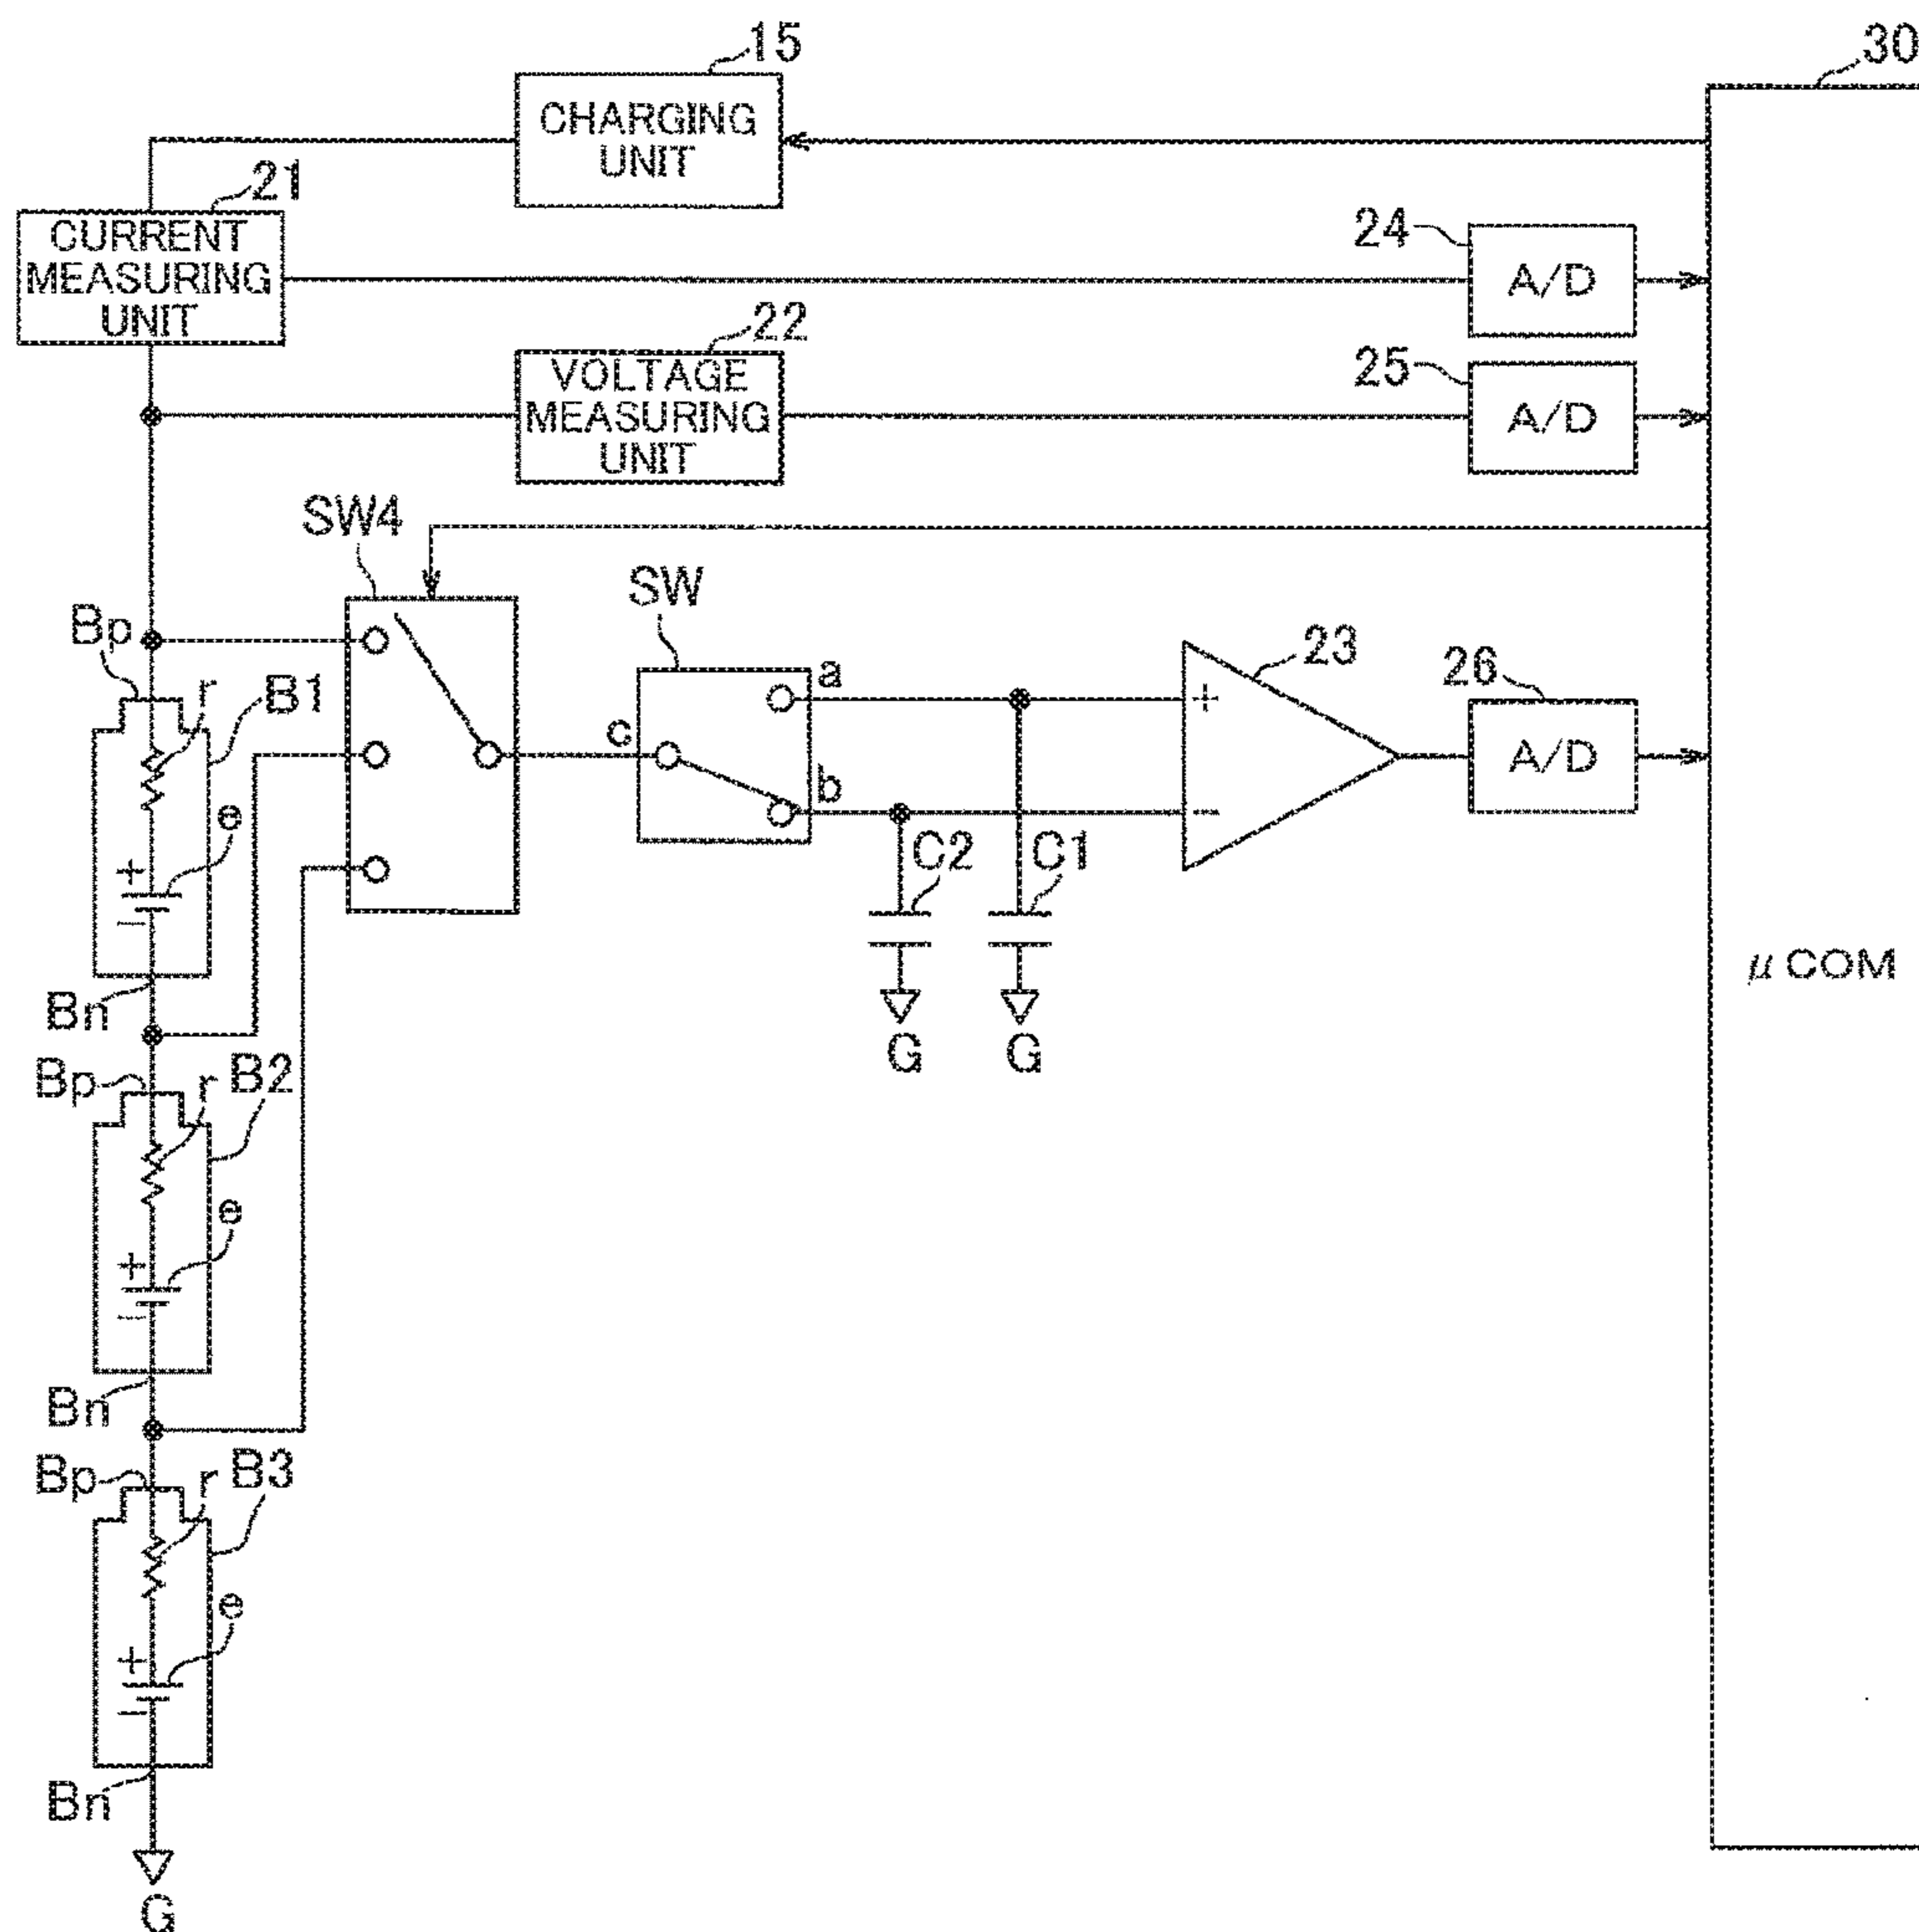 15
30
CHARGING
UNIT
21
CURRENT
MEASURING
UNIT
24
A/D
22
VOLTAGE
MEASURING
UNIT
25
A/D
SW4
SW
Bp
r
B1
a
23
26
c
+
A/D
b
-
e
C2
C1
+
-
μCOM
Bn
G
G
Bp
r
B2
e
+
-
Bn
Bp
r
B3
e
+
-
Bn
G